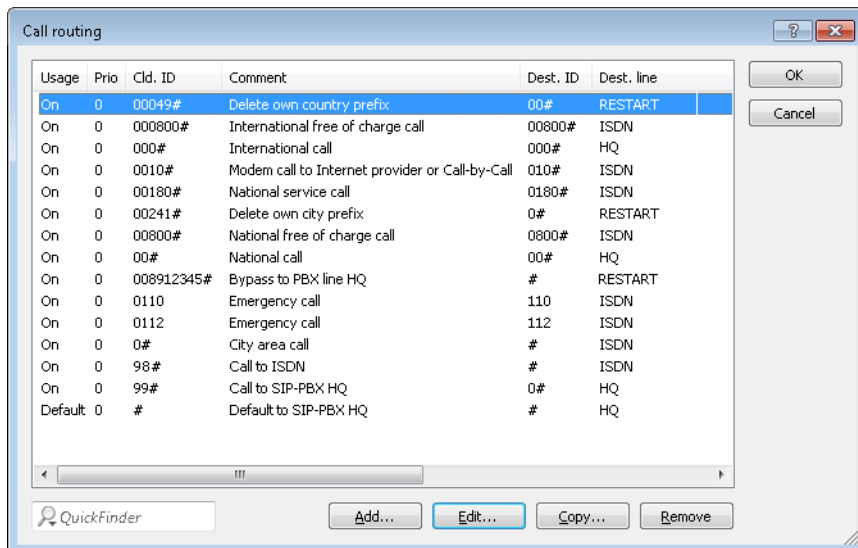 Call routing
Usage Prio Cld. ID Comment Dest. ID Dest. line
On 0 00049# Delete own country prefix 00# RESTART
On 0 000800# International free of charge call 00800# ISDN
On 0 000# International call 000# HQ
On 0 0010# Modem call to Internet provider or Call-by-Call 010# ISDN
On 0 00180# National service call 0180# ISDN
On 0 00241# Delete own city prefix 0# RESTART
On 0 00800# National free of charge call 0800# ISDN
On 0 00# National call 00# HQ
On 0 008912345# Bypass to PBX line HQ # RESTART
On 0 0110 Emergency call 110 ISDN
On 0 0112 Emergency call 112 ISDN
On 0 0# City area call # ISDN
On 0 98# Call to ISDN # ISDN
On 0 99# Call to SIP-PBX HQ 0# HQ
Default 0 # Default to SIP-PBX HQ # HQ
OK
Cancel
QuickFinder
Add... Edit... Copy... Remove